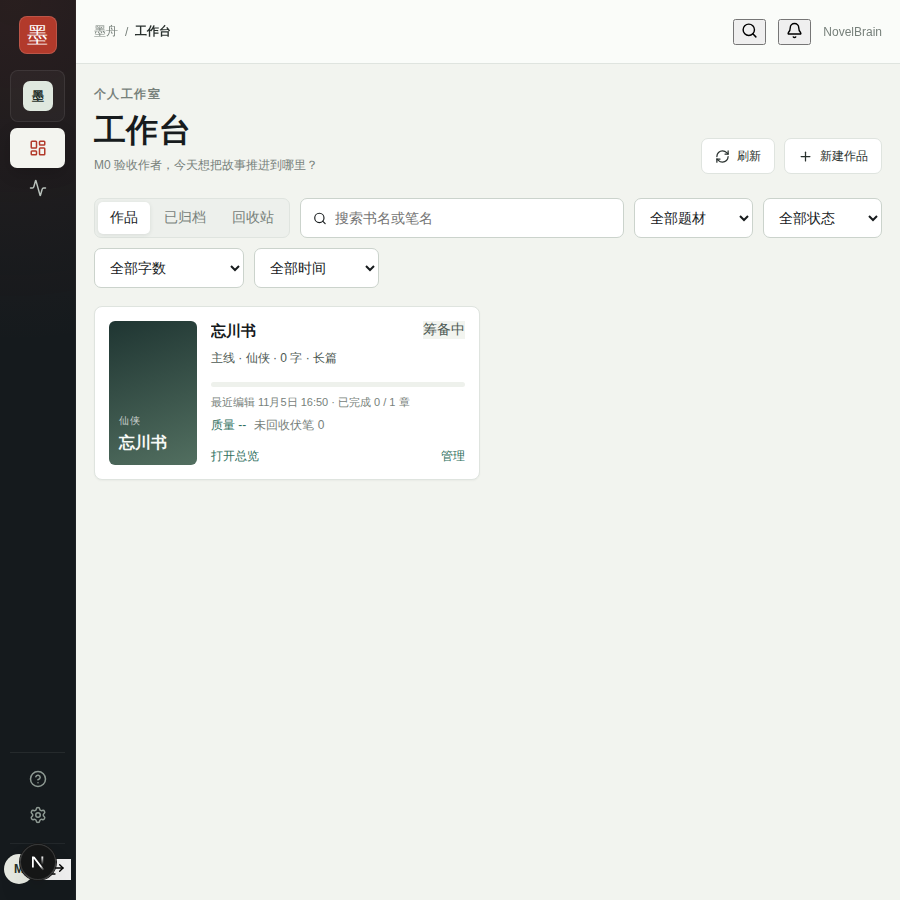 墨
墨
墨舟 / 工作台
NovelBrain
个人工作室
工作台
M0 验收作者，今天想把故事推进到哪里？
刷新
新建作品
作品
已归档
回收站
搜索书名或笔名
全部题材
全部状态
全部字数
全部时间
仙侠
忘川书
忘川书
筹备中
主线 · 仙侠 · 0 字 · 长篇
最近编辑 11月5日 16:50 · 已完成 0 / 1 章
质量 -- 未回收伏笔 0
打开总览
管理
N